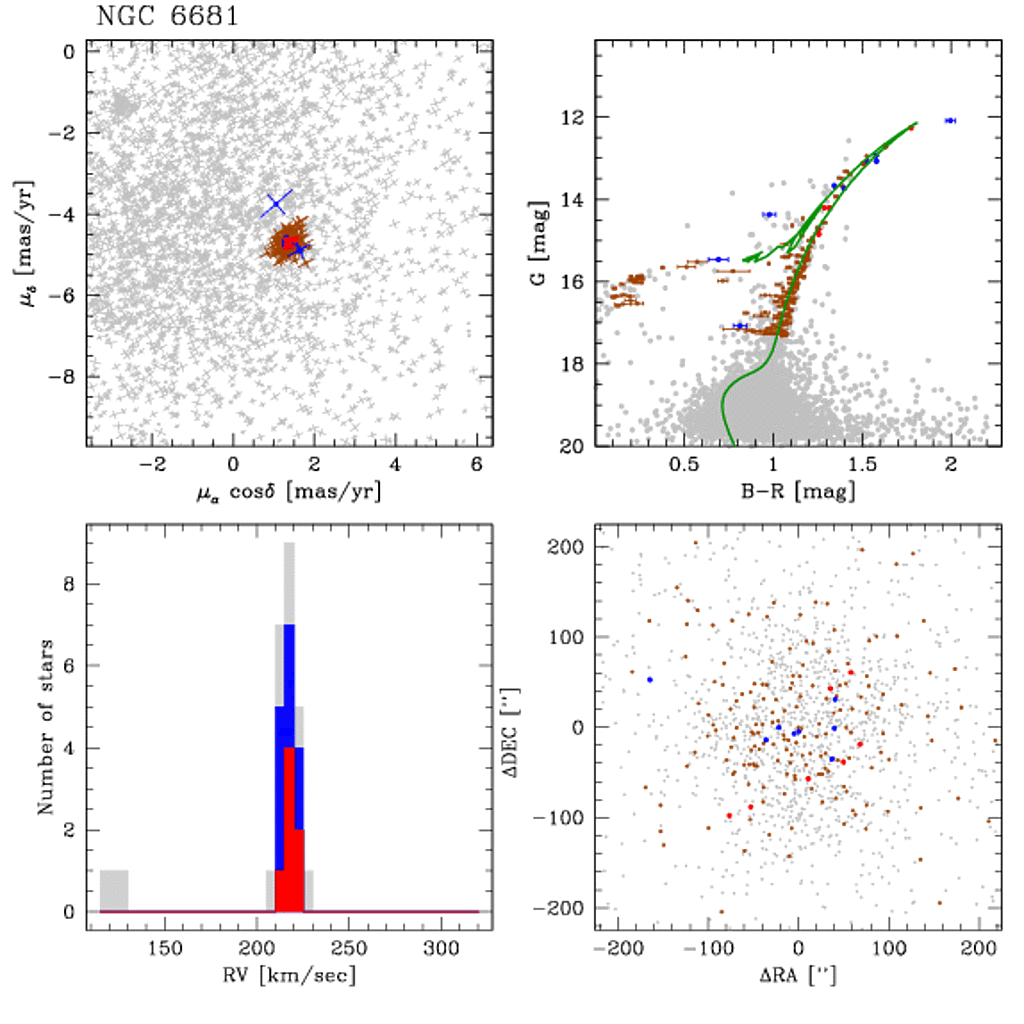 NGC 6681
0
−2
−4
−6
−8
μδ [mas/yr]
−2 0 2 4 6
μα cosδ [mas/yr]
12
14
16
18
20
G [mag]
0.5 1 1.5 2
B−R [mag]
8
6
4
2
0
Number of stars
150 200 250 300
RV [km/sec]
200
100
0
−100
−200
ΔDEC ["]
−200 −100 0 100 200
ΔRA ["]